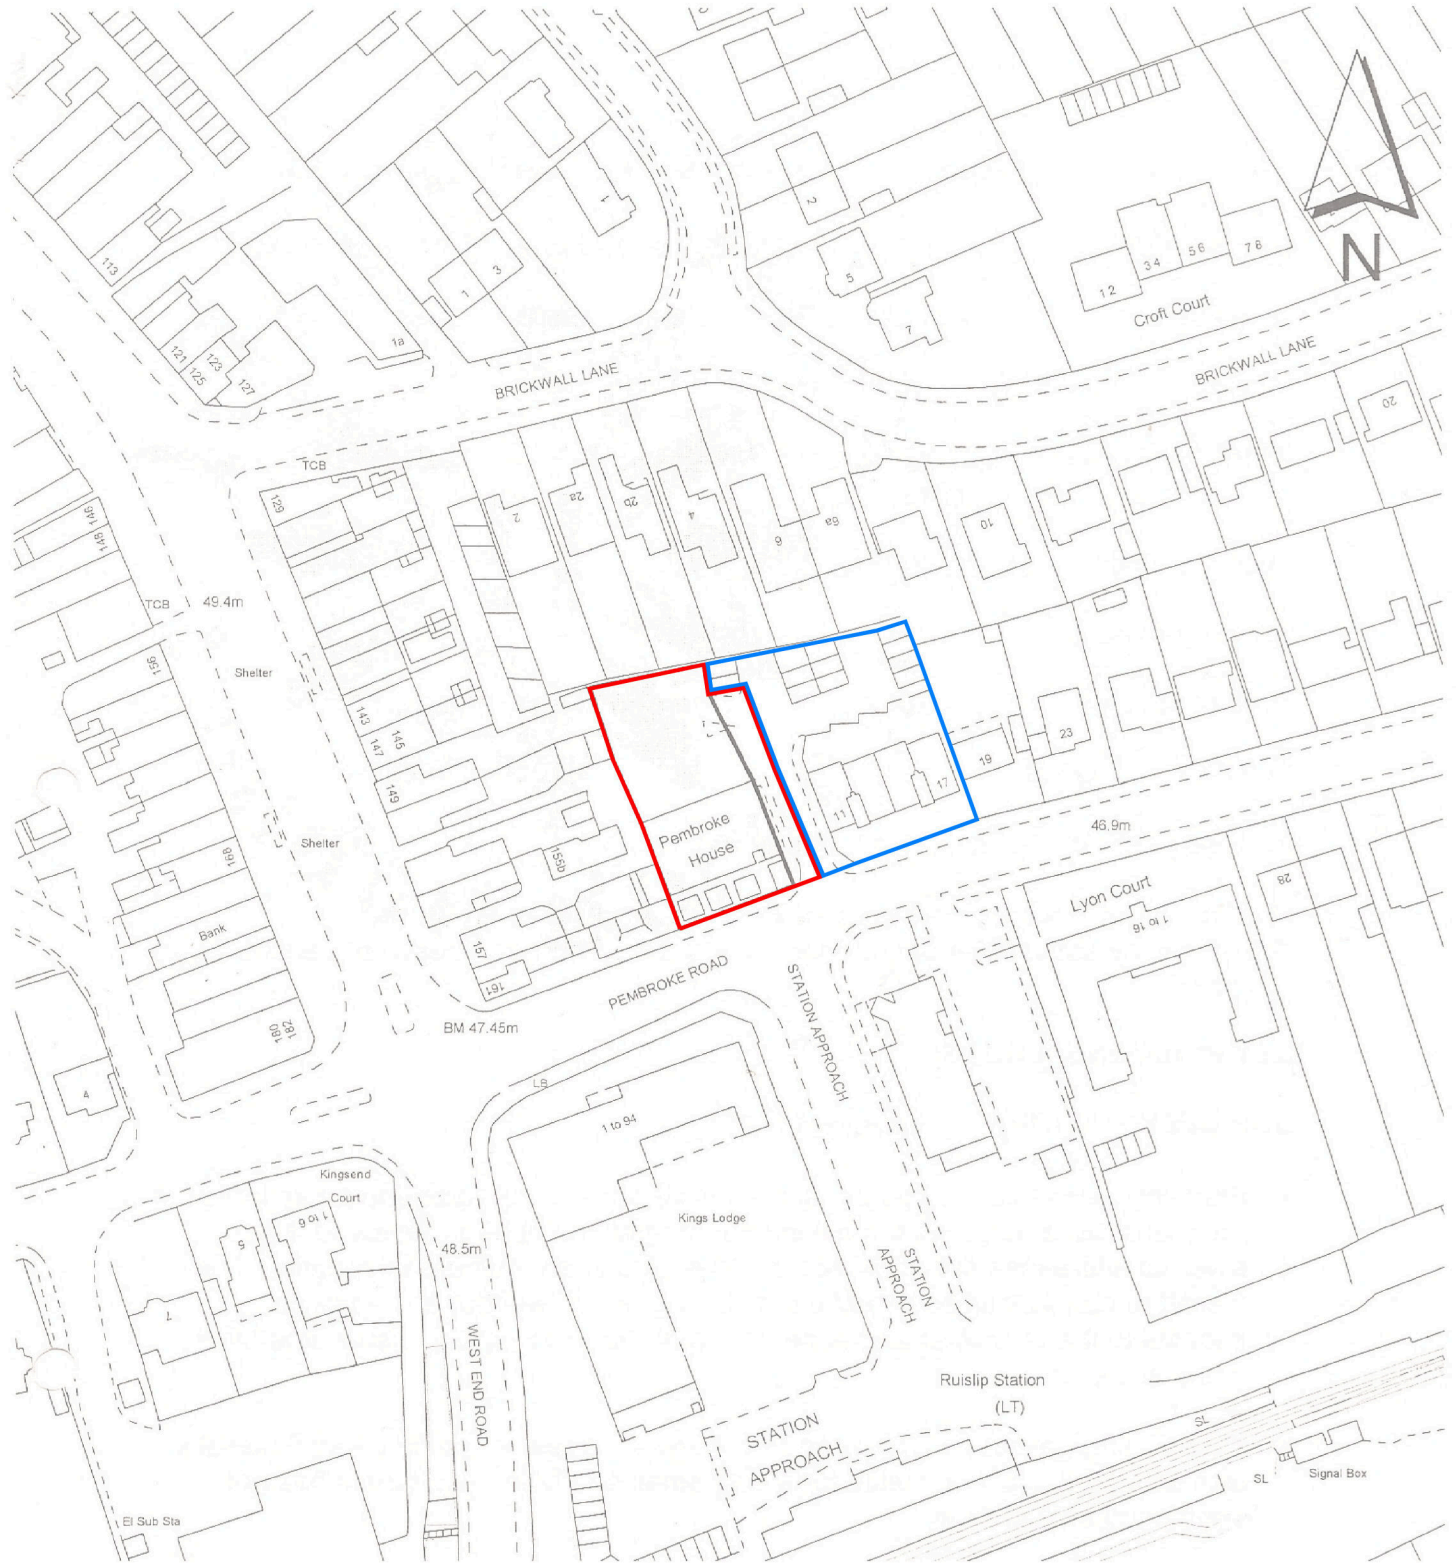 1
3
1
2
5
7
1 2
3 4
5 6
7 8
Croft Court
N
113
121
123
125
127
1a
BRICKWALL LANE
BRICKWALL LANE
20
TCB
129
2
2a
2b
4
6
6a
10
146
148
TCB
49.4m
156
Shelter
143
145
147
149
Shelter
168
Bank
155b
157
161
Pembroke
House
11
17
19
23
46.9m
28
Lyon Court
1 to 16
PEMBROKE ROAD
BM 47.45m
STATION APPROACH
180
182
4
LB
1 to 94
Kings Lodge
Kingsend
Court
1 to 6
5
7
48.5m
WEST END ROAD
STATION
APPROACH
Ruislip Station
(LT)
STATION
APPROACH
SL
SL
Signal Box
El Sub Sta